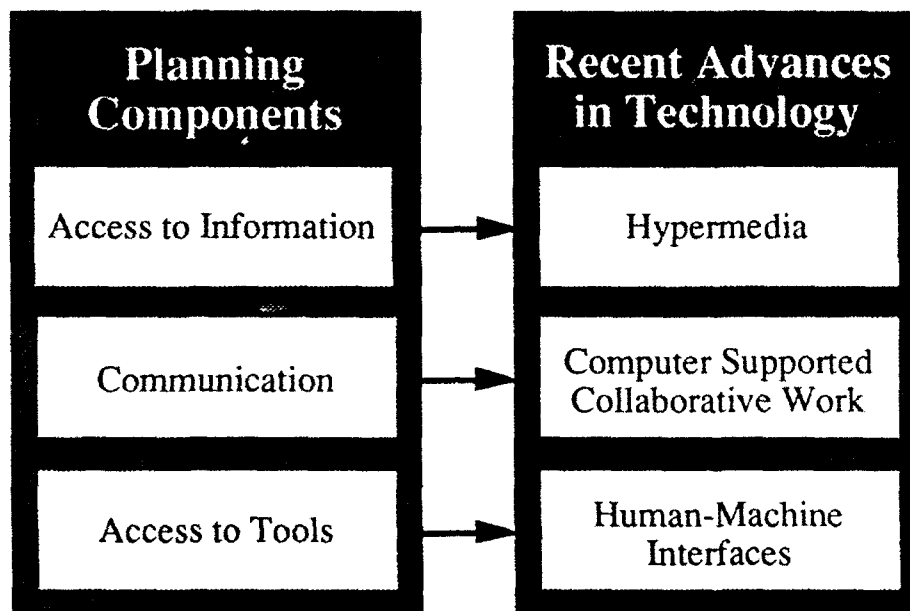 Planning
Components
Access to Information
Communication
Access to Tools
Recent Advances
in Technology
Hypermedia
Computer Supported
Collaborative Work
Human-Machine
Interfaces